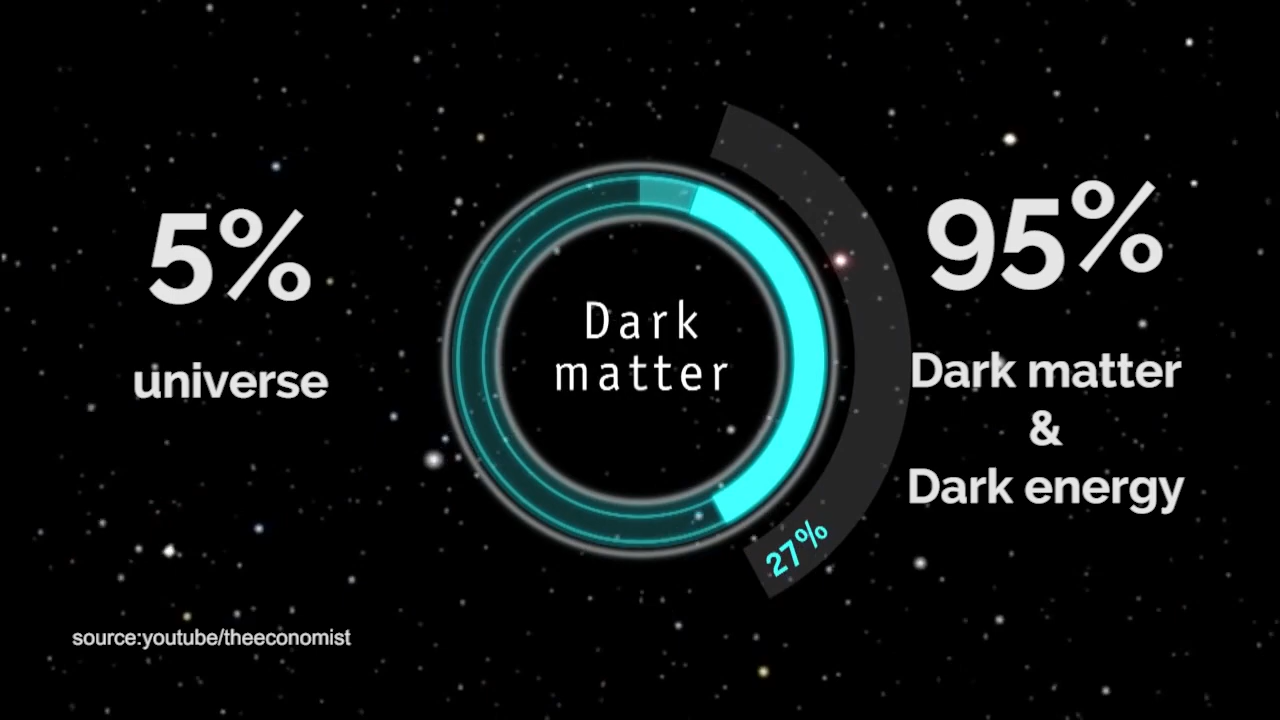 5%
universe
Dark
matter
27%
95%
Dark matter
&
Dark energy
source:youtube/theeconomist